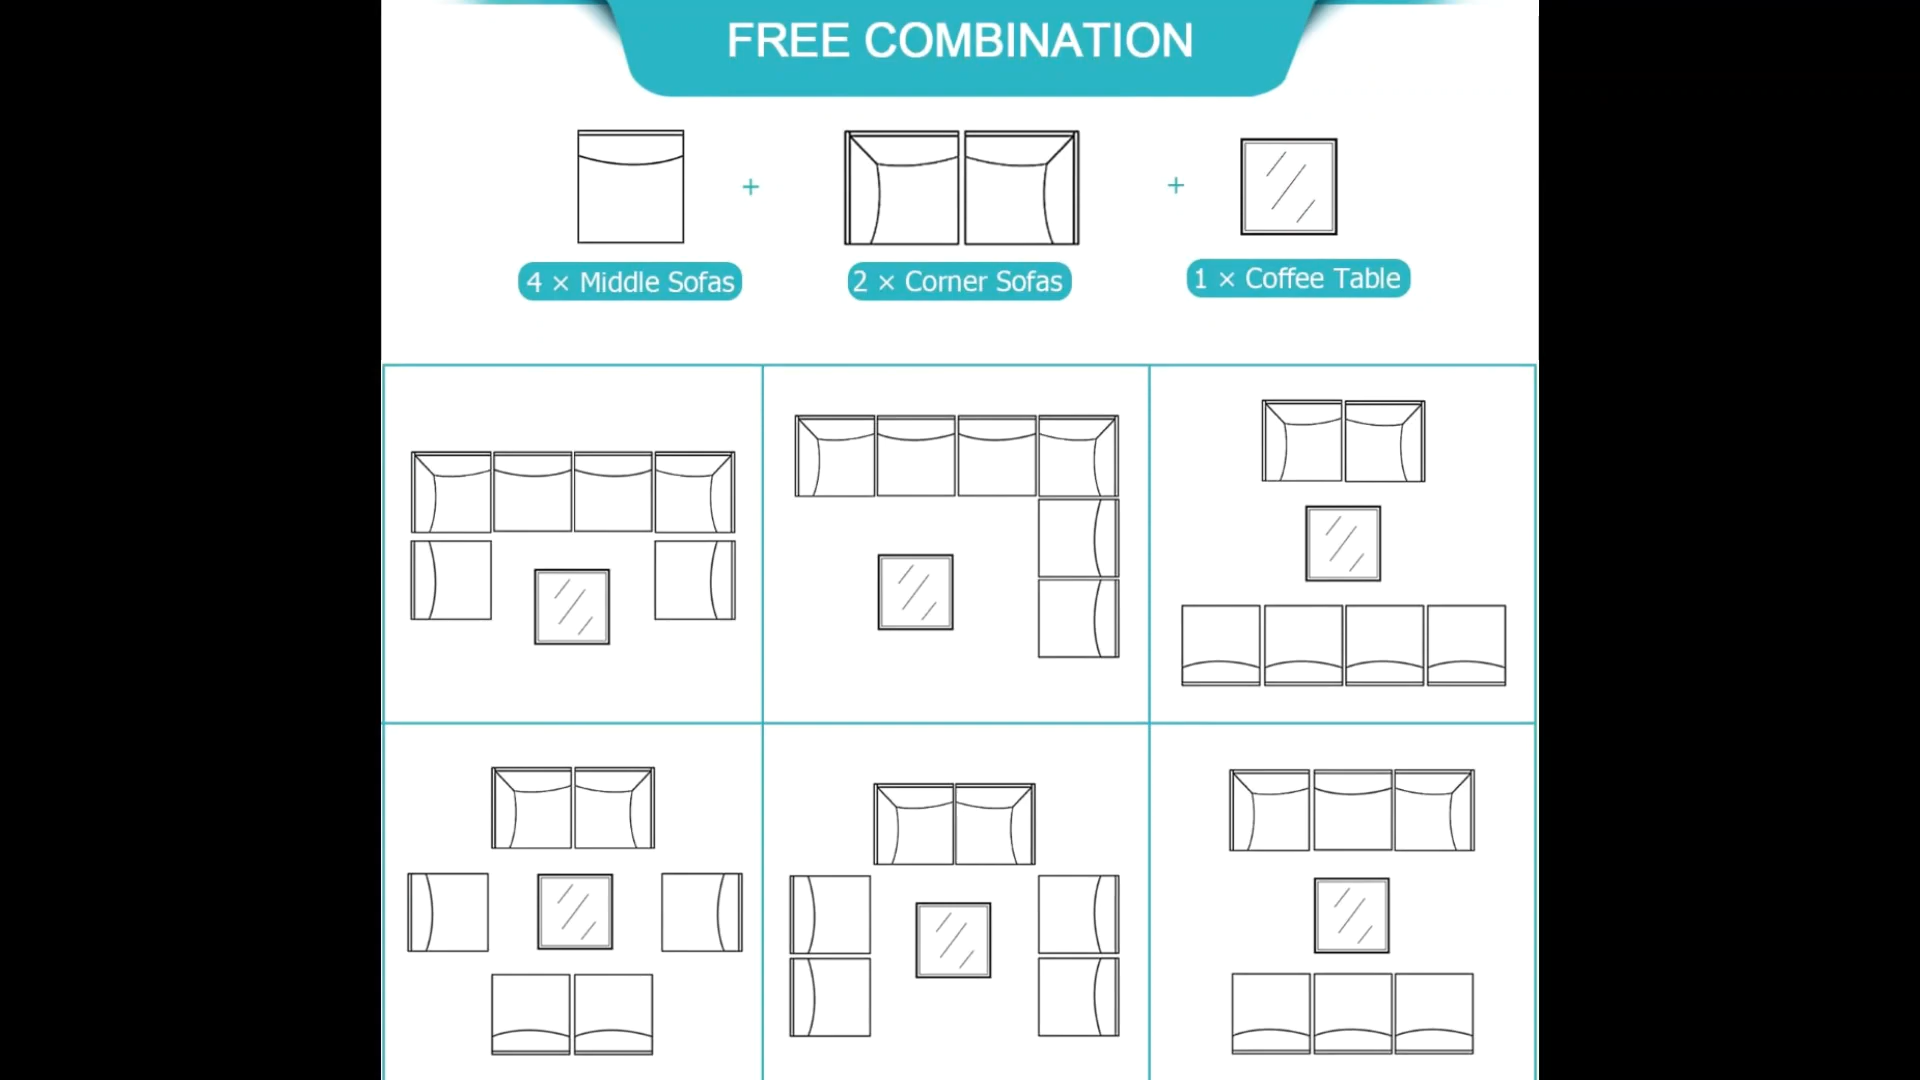 FREE COMBINATION
+
+
4 × Middle Sofas
2 × Corner Sofas
1 × Coffee Table